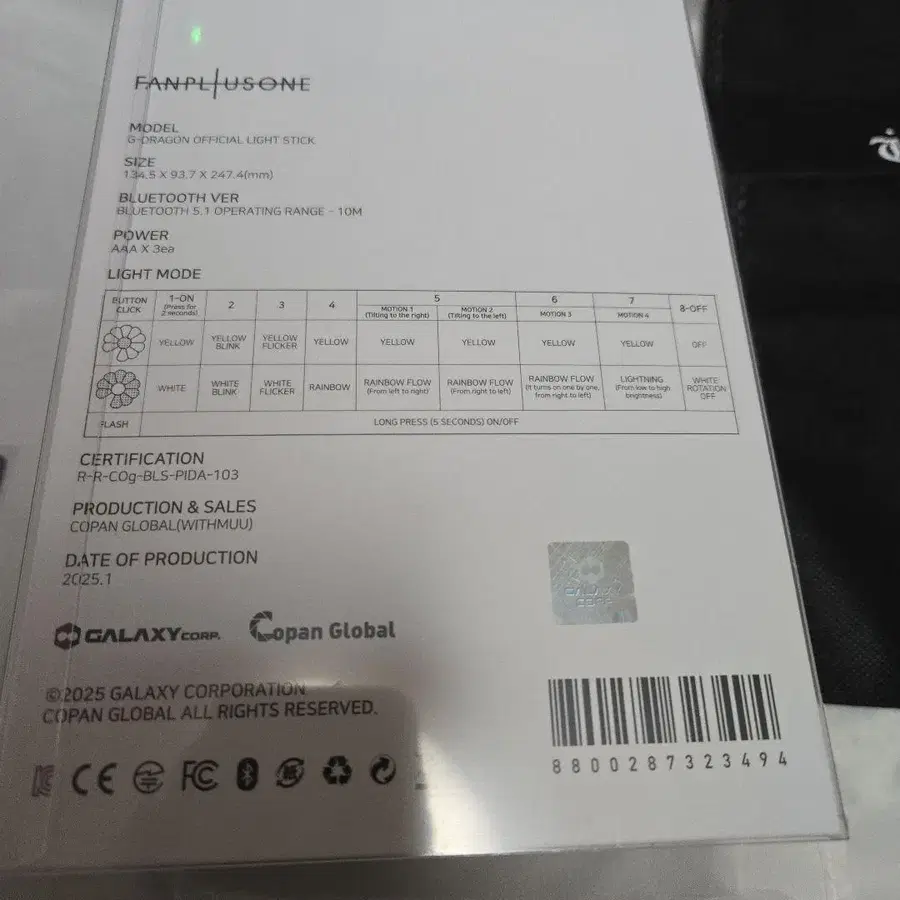 FANPLUSONE
MODEL
G-DRAGON OFFICIAL LIGHT STICK
SIZE
134.5 X 93.7 X 247.4(mm)
BLUETOOTH VER
BLUETOOTH 5.1 OPERATING RANGE - 10M
POWER
AAA X 3ea
LIGHT MODE
BUTTON CLICK 1-ON (Press for 2 seconds) 2 3 4 5 6 7 8-OFF
MOTION 1 (Tilting to the right) MOTION 2 (Tilting to the left) MOTION 3 MOTION 4
YELLOW YELLOW BLINK YELLOW FLICKER YELLOW YELLOW YELLOW YELLOW YELLOW OFF
WHITE WHITE BLINK WHITE FLICKER RAINBOW RAINBOW FLOW (From left to right) RAINBOW FLOW (From right to left) RAINBOW FLOW (It turns on one by one, from right to left) LIGHTNING (From low to high brightness) WHITE ROTATION OFF
FLASH LONG PRESS (5 SECONDS) ON/OFF
CERTIFICATION
R-R-COg-BLS-PIDA-103
PRODUCTION & SALES
COPAN GLOBAL(WITHMUU)
DATE OF PRODUCTION
2025.1
GALAXY CORP. Copan Global
GALAXY CORP
©2025 GALAXY CORPORATION
COPAN GLOBAL ALL RIGHTS RESERVED.
CE FC
8800287323494